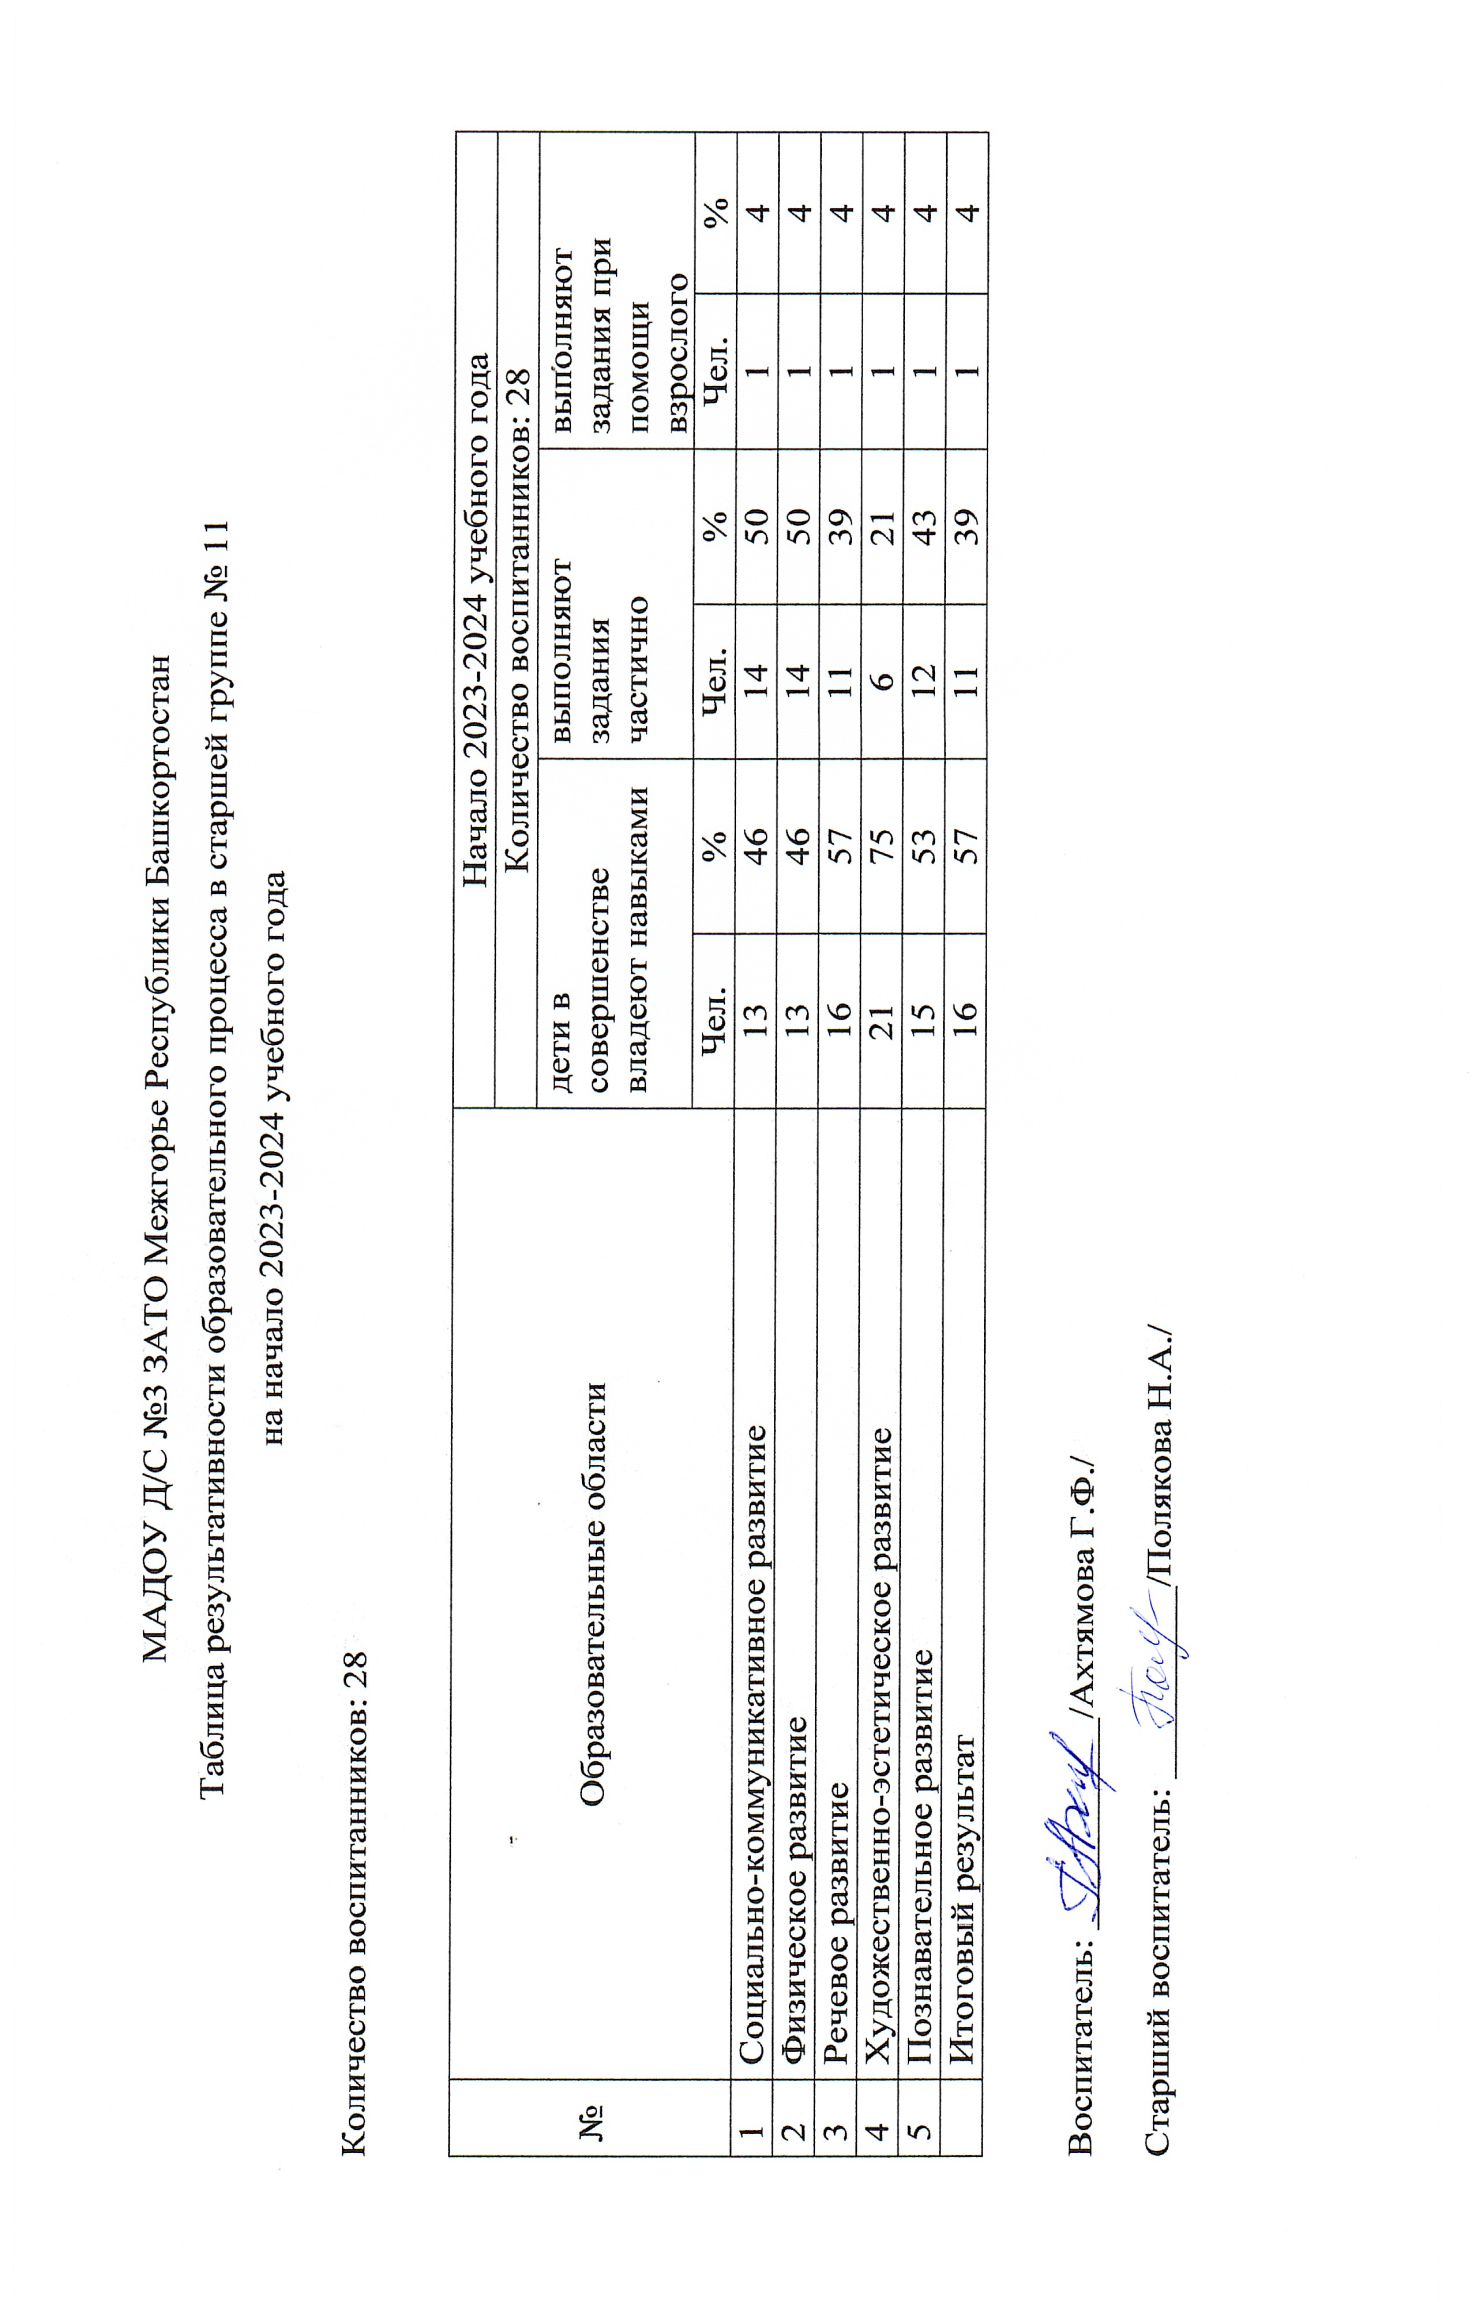 МАДОУ Д/С №3 ЗАТО Межгорье Республики Башкортостан
Таблица результативности образовательного процесса в старшей группе № 11
на начало 2023-2024 учебного года
Количество воспитанников: 28
№ Образовательные области Начало 2023-2024 учебного года
Количество воспитанников: 28
дети в
совершенстве
владеют навыками
выполняют
задания
частично
выполняют
задания при
помощи
взрослого
Чел. % Чел. % Чел. %
1 Социально-коммуникативное развитие 13 46 14 50 1 4
2 Физическое развитие 13 46 14 50 1 4
3 Речевое развитие 16 57 11 39 1 4
4 Художественно-эстетическое развитие 21 75 6 21 1 4
5 Познавательное развитие 15 53 12 43 1 4
Итоговый результат 16 57 11 39 1 4
Воспитатель: /Ахтямова Г.Ф./
Старший воспитатель: /Полякова Н.А./